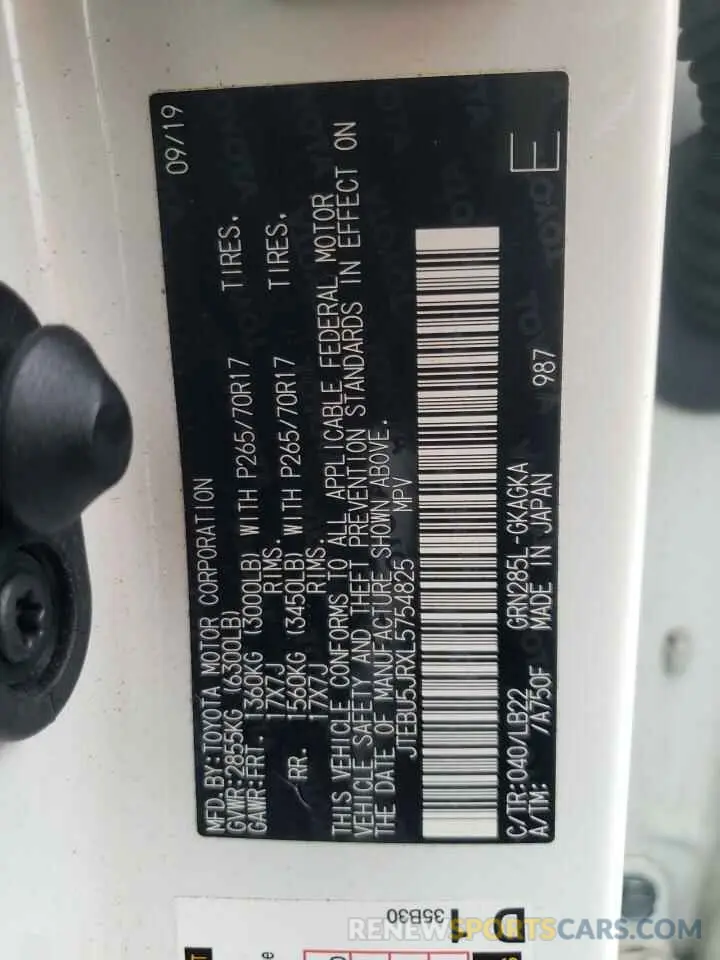 09/19
MFD. BY:TOYOTA MOTOR CORPORATION
GVWR:2855KG (6300LB)
GAWR:FRT. 1360KG (3000LB) WITH P265/70R17 TIRES.
17X7J RIMS.
RR. 1560KG (3450LB) WITH P265/70R17 TIRES.
17X7J RIMS.
THIS VEHICLE CONFORMS TO ALL APPLICABLE FEDERAL MOTOR
VEHICLE SAFETY AND THEFT PREVENTION STANDARDS IN EFFECT ON
THE DATE OF MANUFACTURE SHOWN ABOVE.
JTEBU5JRXL5754825 MPV
C/TR:040/LB22 GRN285L-GKAGKA
A/TM: /A750F MADE IN JAPAN 987
E
35B30
REVIEW.RESELLERSCARS.COM